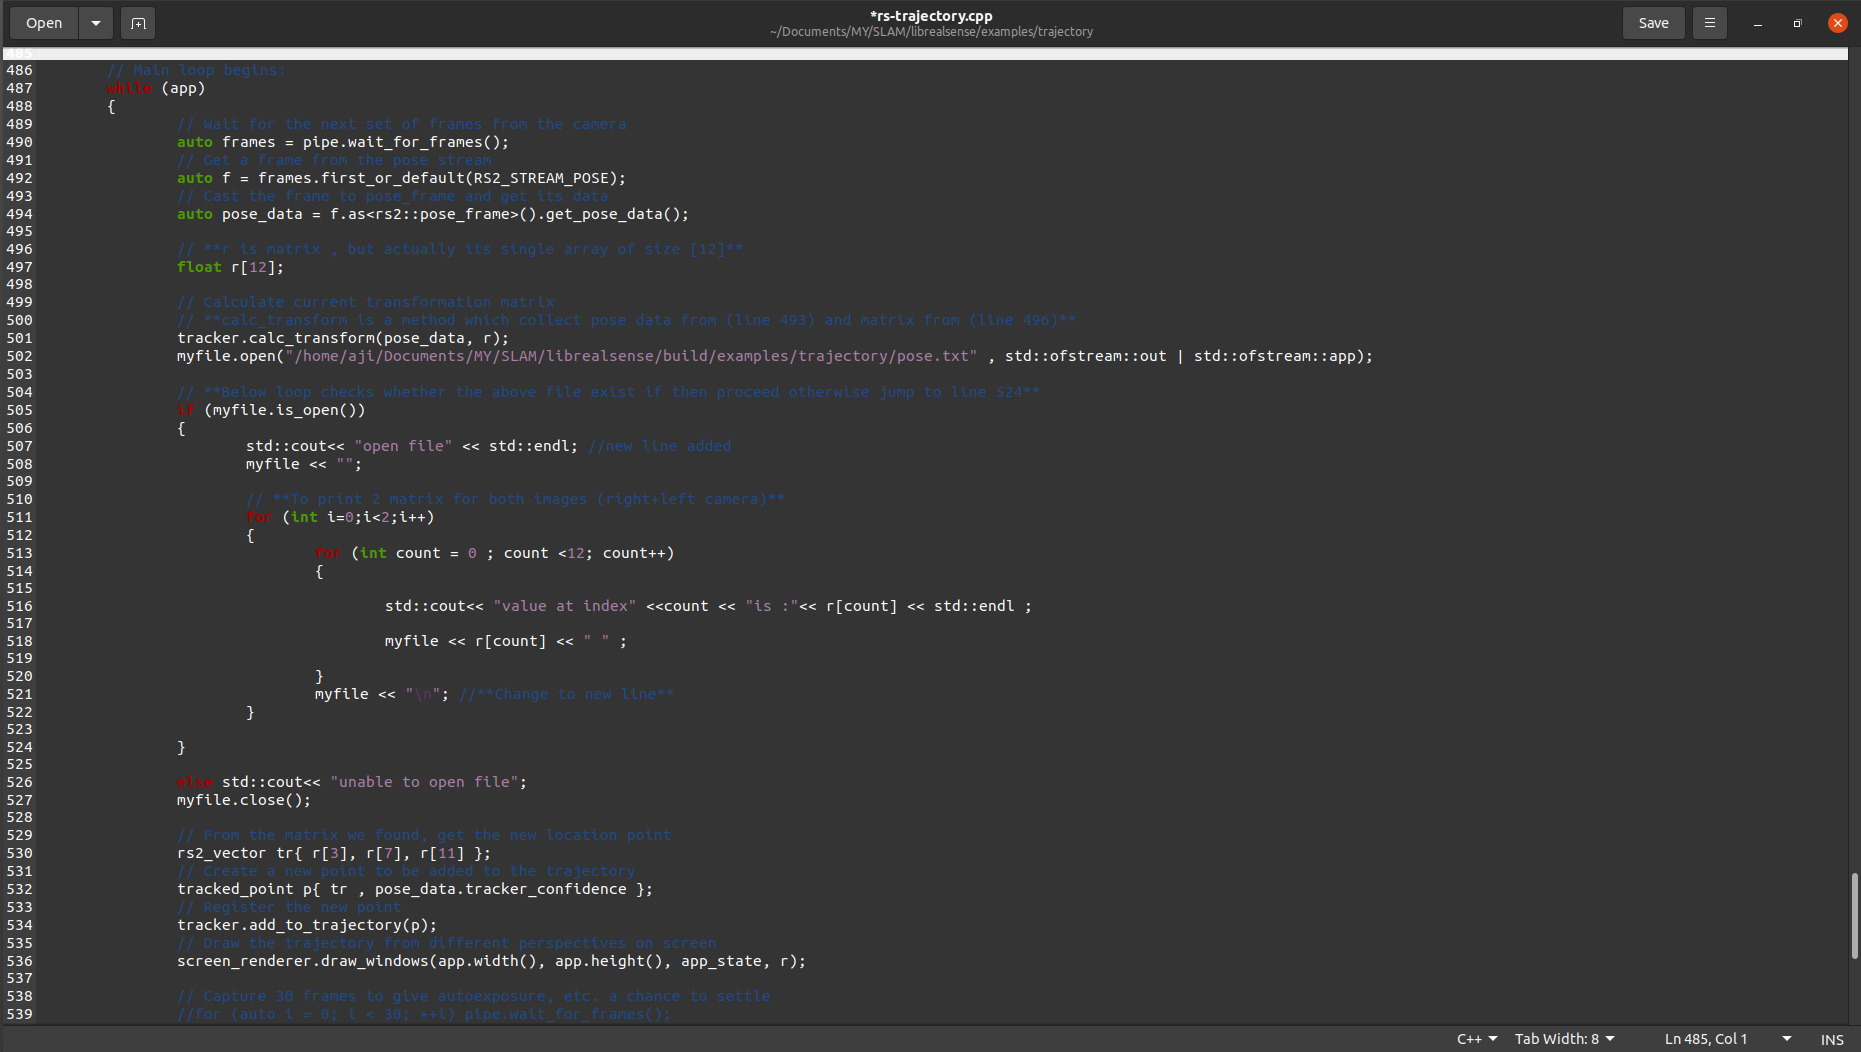 Open
*rs-trajectory.cpp
~/Documents/MY/SLAM/librealsense/examples/trajectory
Save
485
486 // Main loop begins:
487 while (app)
488 {
489 // Wait for the next set of frames from the camera
490 auto frames = pipe.wait_for_frames();
491 // Get a frame from the pose stream
492 auto f = frames.first_or_default(RS2_STREAM_POSE);
493 // Cast the frame to pose_frame and get its data
494 auto pose_data = f.as<rs2::pose_frame>().get_pose_data();
495
496 // **r is matrix , but actually its single array of size [12]**
497 float r[12];
498
499 // Calculate current transformation matrix
500 // **calc_transform is a method which collect pose data from (line 493) and matrix from (line 496)**
501 tracker.calc_transform(pose_data, r);
502 myfile.open("/home/aji/Documents/MY/SLAM/librealsense/build/examples/trajectory/pose.txt" , std::ofstream::out | std::ofstream::app);
503
504 // **Below loop checks whether the above file exist if then proceed otherwise jump to line 524**
505 if (myfile.is_open())
506 {
507 std::cout<< "open file" << std::endl; //new line added
508 myfile << "";
509
510 // **To print 2 matrix for both images (right+left camera)**
511 for (int i=0;i<2;i++)
512 {
513 for (int count = 0 ; count <12; count++)
514 {
515
516 std::cout<< "value at index" <<count << "is :"<< r[count] << std::endl ;
517
518 myfile << r[count] << " " ;
519
520 }
521 myfile << "\n"; //**Change to new line**
522 }
523
524 }
525
526 else std::cout<< "unable to open file";
527 myfile.close();
528
529 // From the matrix we found, get the new location point
530 rs2_vector tr{ r[3], r[7], r[11] };
531 // Create a new point to be added to the trajectory
532 tracked_point p{ tr , pose_data.tracker_confidence };
533 // Register the new point
534 tracker.add_to_trajectory(p);
535 // Draw the trajectory from different perspectives on screen
536 screen_renderer.draw_windows(app.width(), app.height(), app_state, r);
537
538 // Capture 30 frames to give autoexposure, etc. a chance to settle
539 //for (auto i = 0; i < 30; ++i) pipe.wait_for_frames();
C++ Tab Width: 8 Ln 485, Col 1 INS